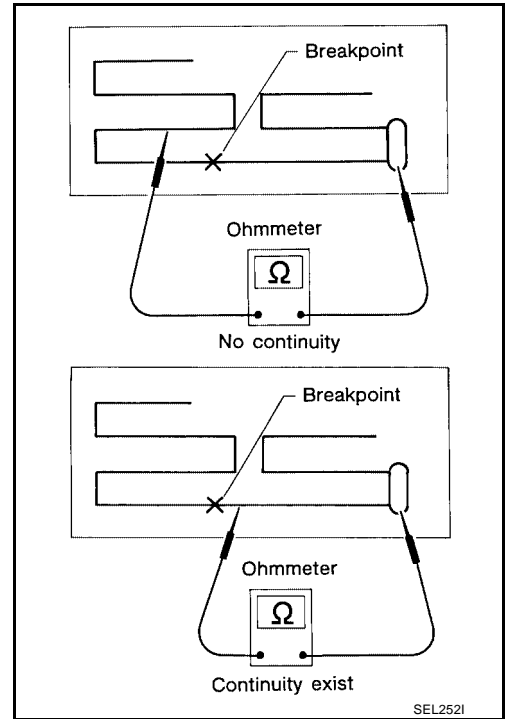 Breakpoint
Ohmmeter
Ω
No continuity
Breakpoint
Ohmmeter
Ω
Continuity exist
SEL252I